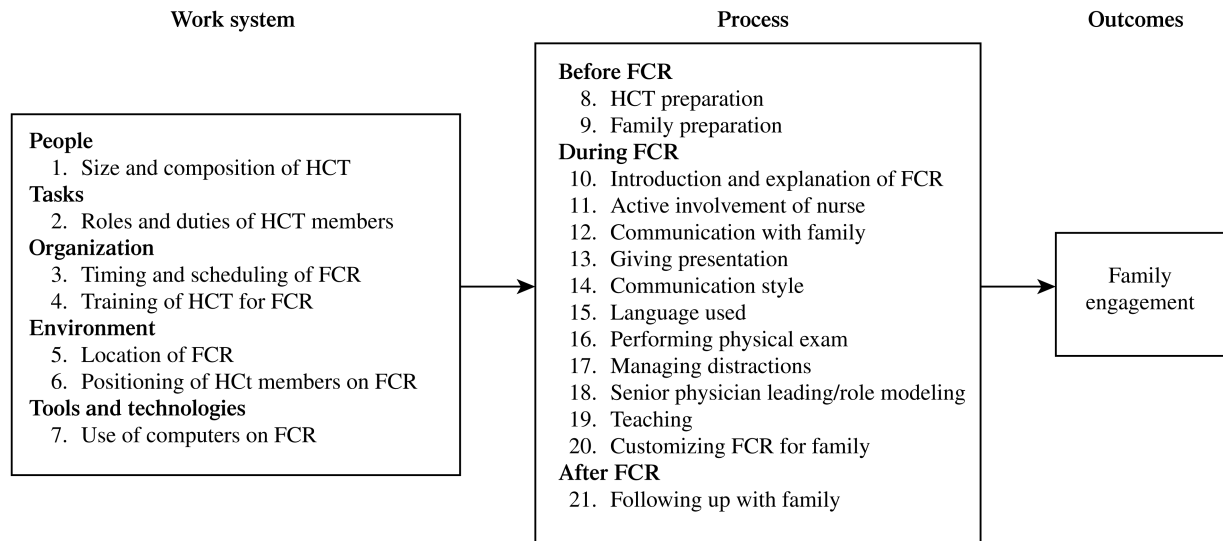 Work system
Process
Outcomes
People
1. Size and composition of HCT
Tasks
2. Roles and duties of HCT members
Organization
3. Timing and scheduling of FCR
4. Training of HCT for FCR
Environment
5. Location of FCR
6. Positioning of HCt members on FCR
Tools and technologies
7. Use of computers on FCR
Before FCR
8. HCT preparation
9. Family preparation
During FCR
10. Introduction and explanation of FCR
11. Active involvement of nurse
12. Communication with family
13. Giving presentation
14. Communication style
15. Language used
16. Performing physical exam
17. Managing distractions
18. Senior physician leading/role modeling
19. Teaching
20. Customizing FCR for family
After FCR
21. Following up with family
Family
engagement